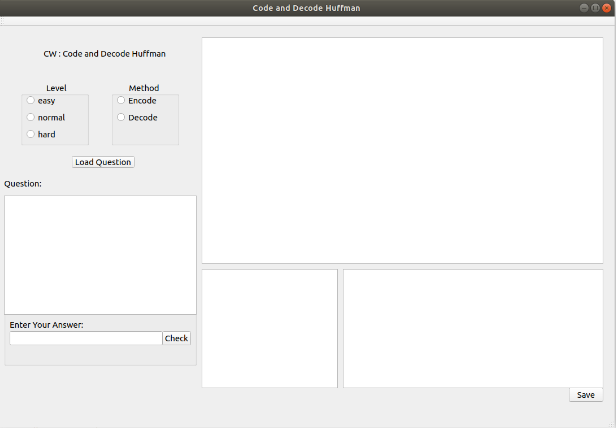 Code and Decode Huffman
CW : Code and Decode Huffman
Level
easy
normal
hard
Method
Encode
Decode
Load Question
Question:
Enter Your Answer:
Check
Save